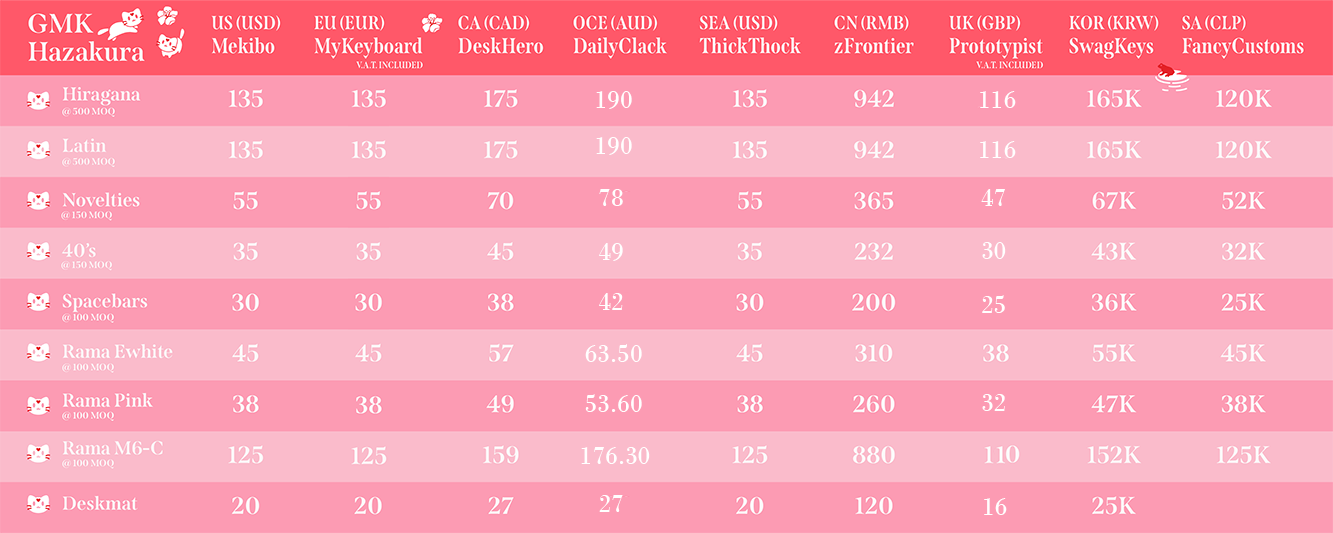 GMK
Hazakura
US (USD) EU (EUR) CA (CAD) OCE (AUD) SEA (USD) CN (RMB) UK (GBP) KOR (KRW) SA (CLP)
Mekibo MyKeyboard DeskHero DailyClack ThickThock zFrontier Prototypist SwagKeys FancyCustoms
V.A.T. INCLUDED V.A.T. INCLUDED
Hiragana 135 135 175 190 135 942 116 165K 120K
@ 500 MOQ
Latin 135 135 175 190 135 942 116 165K 120K
@ 500 MOQ
Novelties 55 55 70 78 55 365 47 67K 52K
@ 150 MOQ
40's 35 35 45 49 35 232 30 43K 32K
@ 150 MOQ
Spacebars 30 30 38 42 30 200 25 36K 25K
@ 100 MOQ
Rama Ewhite 45 45 57 63.50 45 310 38 55K 45K
@ 100 MOQ
Rama Pink 38 38 49 53.60 38 260 32 47K 38K
@ 100 MOQ
Rama M6-C 125 125 159 176.30 125 880 110 152K 125K
@ 100 MOQ
Deskmat 20 20 27 27 20 120 16 25K